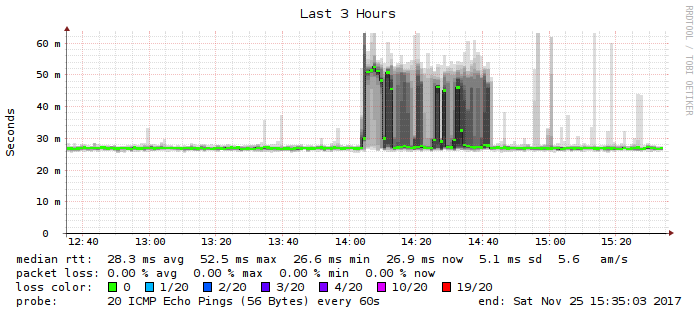 Last 3 Hours
RRDTOOL / TOBI OETIKER
Seconds
60 m
50 m
40 m
30 m
20 m
10 m
0
12:40 13:00 13:20 13:40 14:00 14:20 14:40 15:00 15:20
median rtt: 28.3 ms avg 52.5 ms max 26.6 ms min 26.9 ms now 5.1 ms sd 5.6 am/s
packet loss: 0.00 % avg 0.00 % max 0.00 % min 0.00 % now
loss color: 0 1/20 2/20 3/20 4/20 10/20 19/20
probe: 20 ICMP Echo Pings (56 Bytes) every 60s end: Sat Nov 25 15:35:03 2017